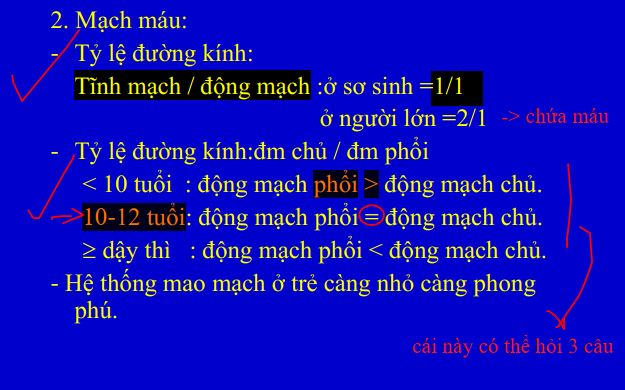 2. Mạch máu:
- Tỷ lệ đường kính:
Tĩnh mạch / động mạch :ở sơ sinh =1/1
ở người lớn =2/1 -> chứa máu
- Tỷ lệ đường kính:đm chủ / đm phổi
< 10 tuổi : động mạch phổi > động mạch chủ.
10-12 tuổi: động mạch phổi = động mạch chủ.
≥ dậy thì : động mạch phổi < động mạch chủ.
- Hệ thống mao mạch ở trẻ càng nhỏ càng phong
phú.
cái này có thể hỏi 3 câu